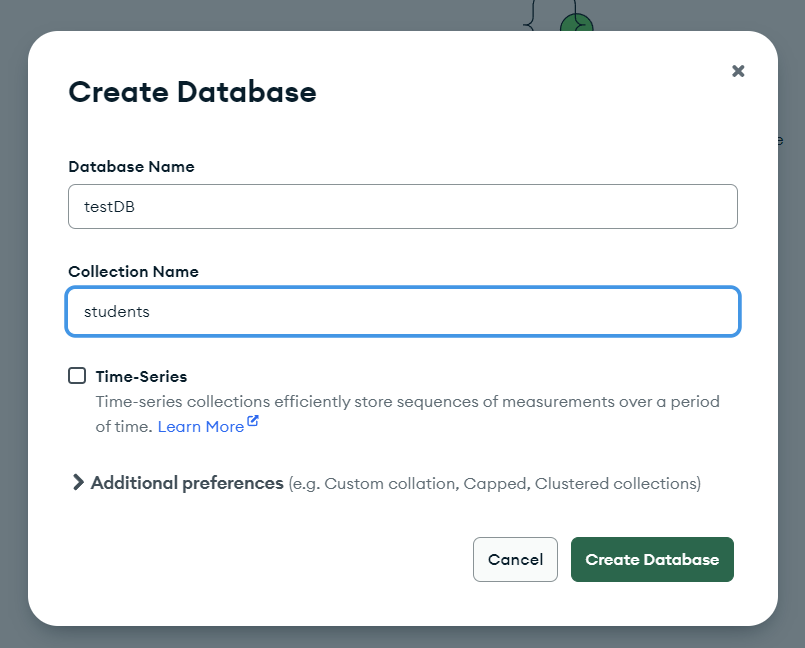 Create Database
Database Name
testDB
Collection Name
students
Time-Series
Time-series collections efficiently store sequences of measurements over a period
of time. Learn More
Additional preferences (e.g. Custom collation, Capped, Clustered collections)
Cancel
Create Database